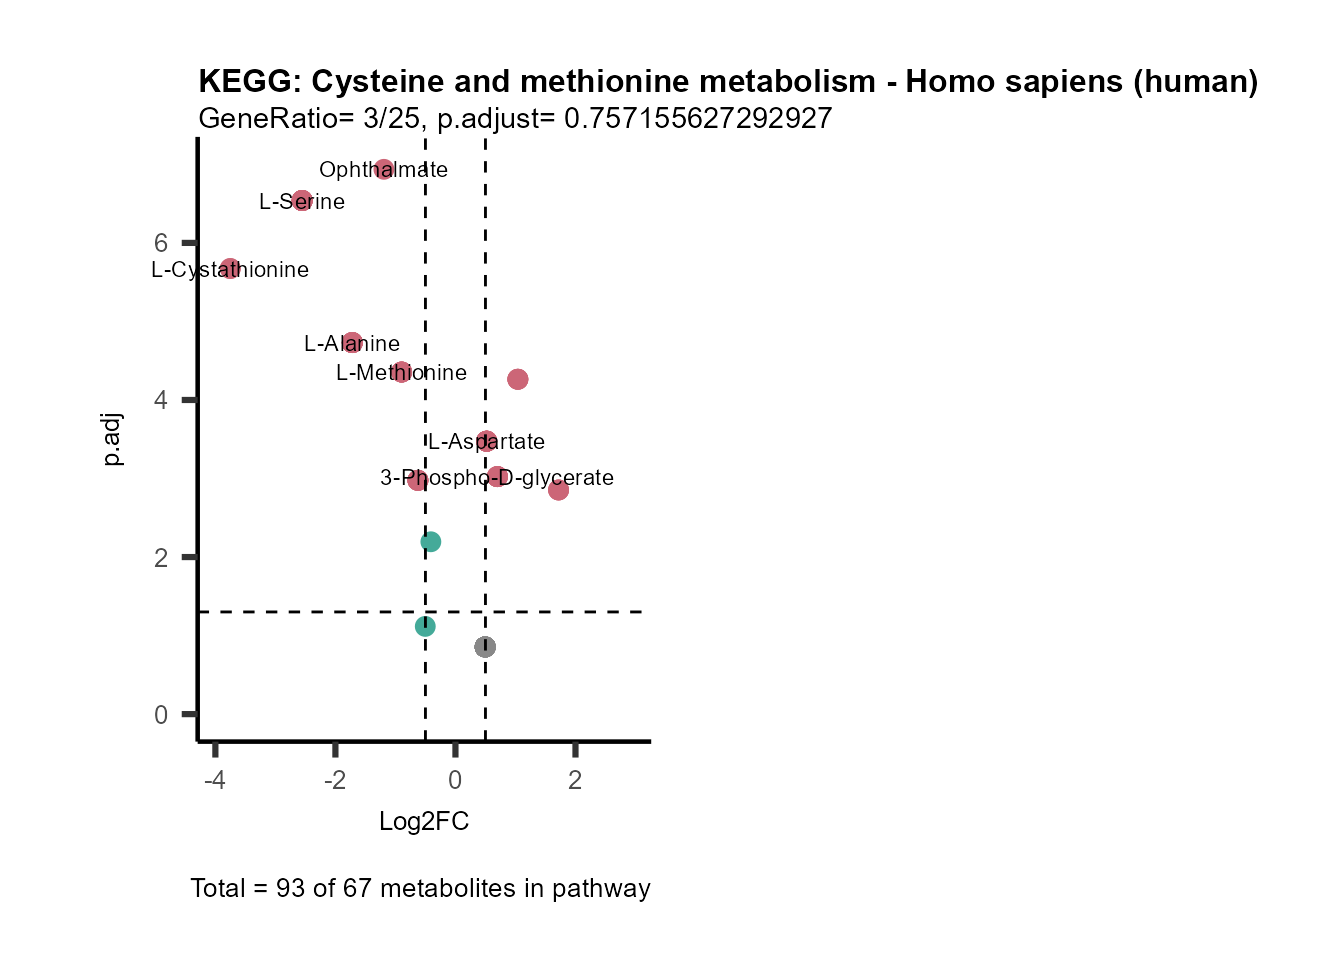 KEGG: Cysteine and methionine metabolism - Homo sapiens (human)
GeneRatio= 3/25, p.adjust= 0.757155627292927
Ophthalmate
L-Serine
6
L-Cystathionine
L-Alanine
L-Methionine
4
p.adj
L-Aspartate
3-Phospho-D-glycerate
2
0
-4 -2 0 2
Log2FC
Total = 93 of 67 metabolites in pathway